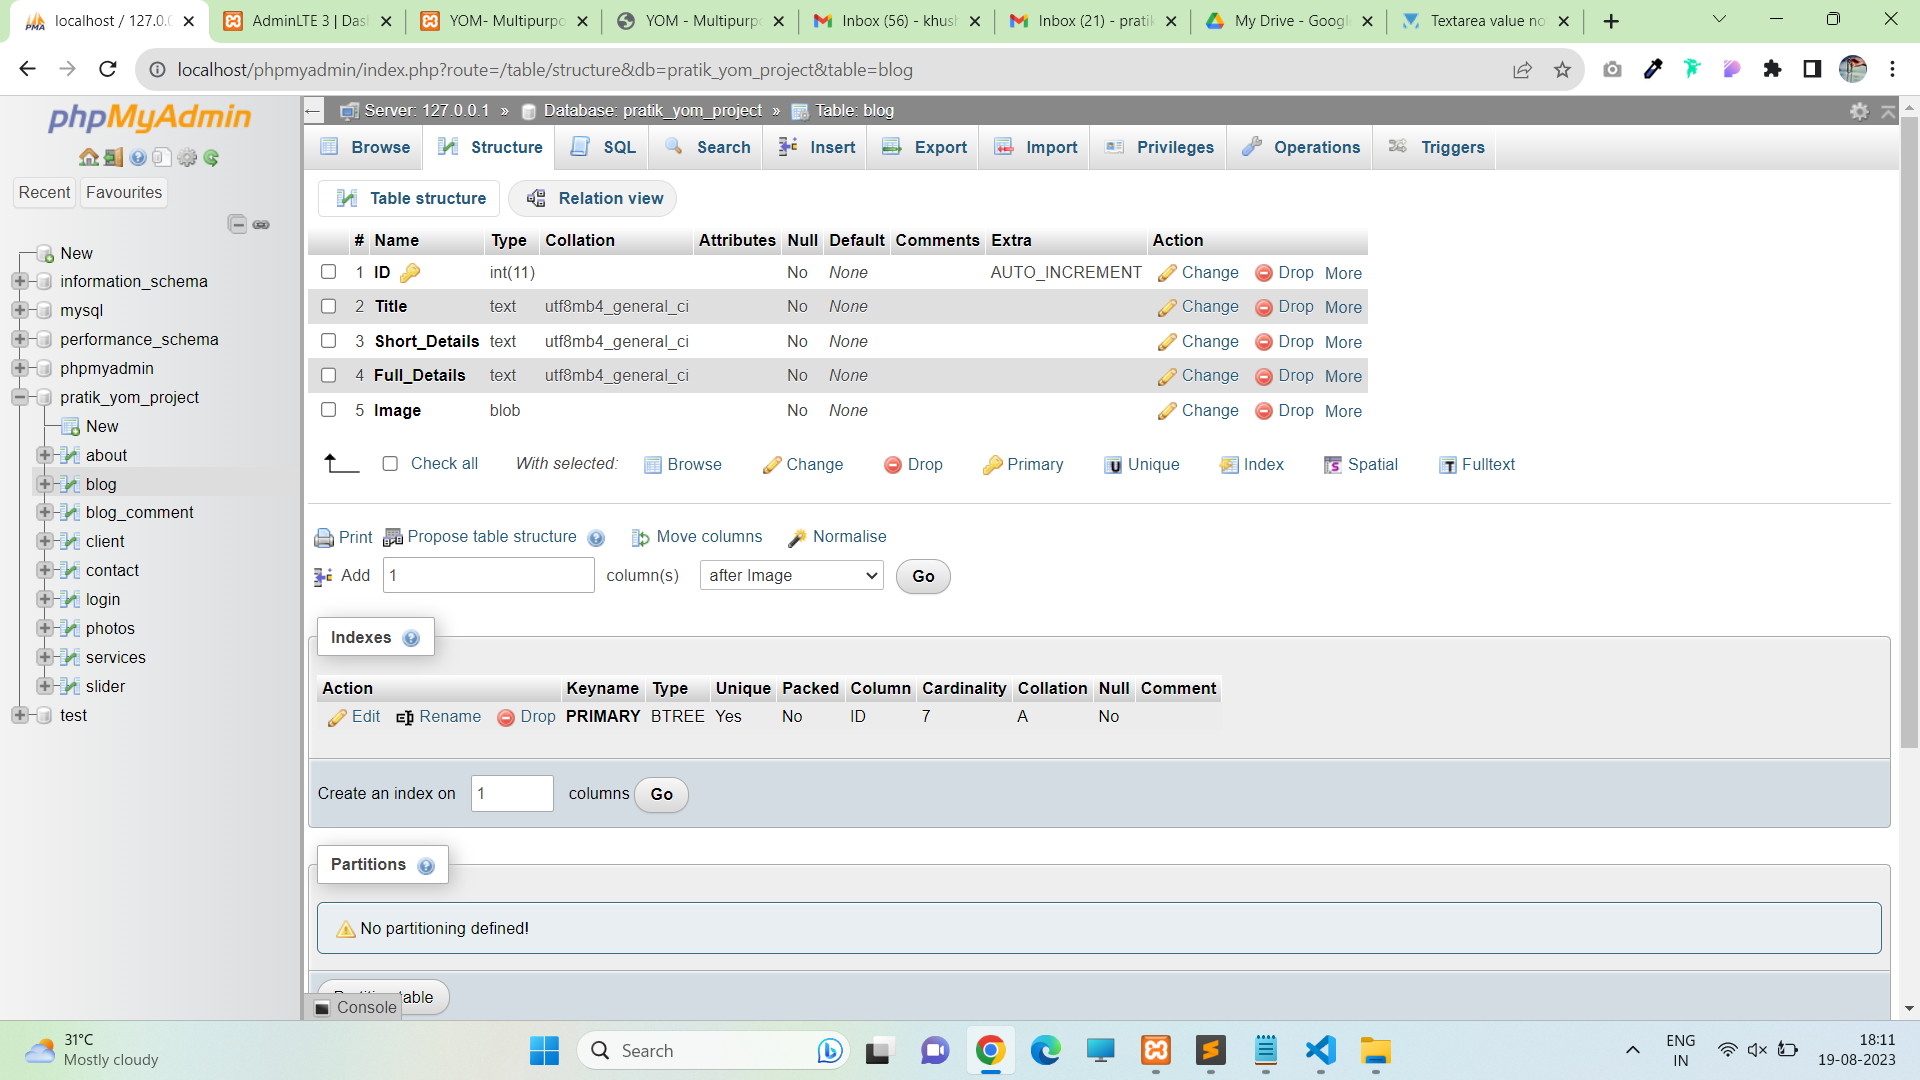 localhost / 127.0.0
AdminLTE 3 | Das
YOM- Multipurpo
YOM - Multipurp
Inbox (56) - khush
Inbox (21) - pratik
My Drive - Google
Textarea value no
localhost/phpmyadmin/index.php?route=/table/structure&db=pratik_yom_project&table=blog
phpMyAdmin
Recent Favourites
New
information_schema
mysql
performance_schema
phpmyadmin
pratik_yom_project
New
about
blog
blog_comment
client
contact
login
photos
services
slider
test
Server: 127.0.0.1 » Database: pratik_yom_project » Table: blog
Browse Structure SQL Search Insert Export Import Privileges Operations Triggers
Table structure Relation view
# Name Type Collation Attributes Null Default Comments Extra Action
1 ID int(11) No None AUTO_INCREMENT Change Drop More
2 Title text utf8mb4_general_ci No None Change Drop More
3 Short_Details text utf8mb4_general_ci No None Change Drop More
4 Full_Details text utf8mb4_general_ci No None Change Drop More
5 Image blob No None Change Drop More
Check all With selected: Browse Change Drop Primary Unique Index Spatial Fulltext
Print Propose table structure Move columns Normalise
Add 1 column(s) after Image Go
Indexes
Action Keyname Type Unique Packed Column Cardinality Collation Null Comment
Edit Rename Drop PRIMARY BTREE Yes No ID 7 A No
Create an index on 1 columns Go
Partitions
No partitioning defined!
Partition table
Console
31°C
Mostly cloudy
Search
ENG
IN
18:11
19-08-2023